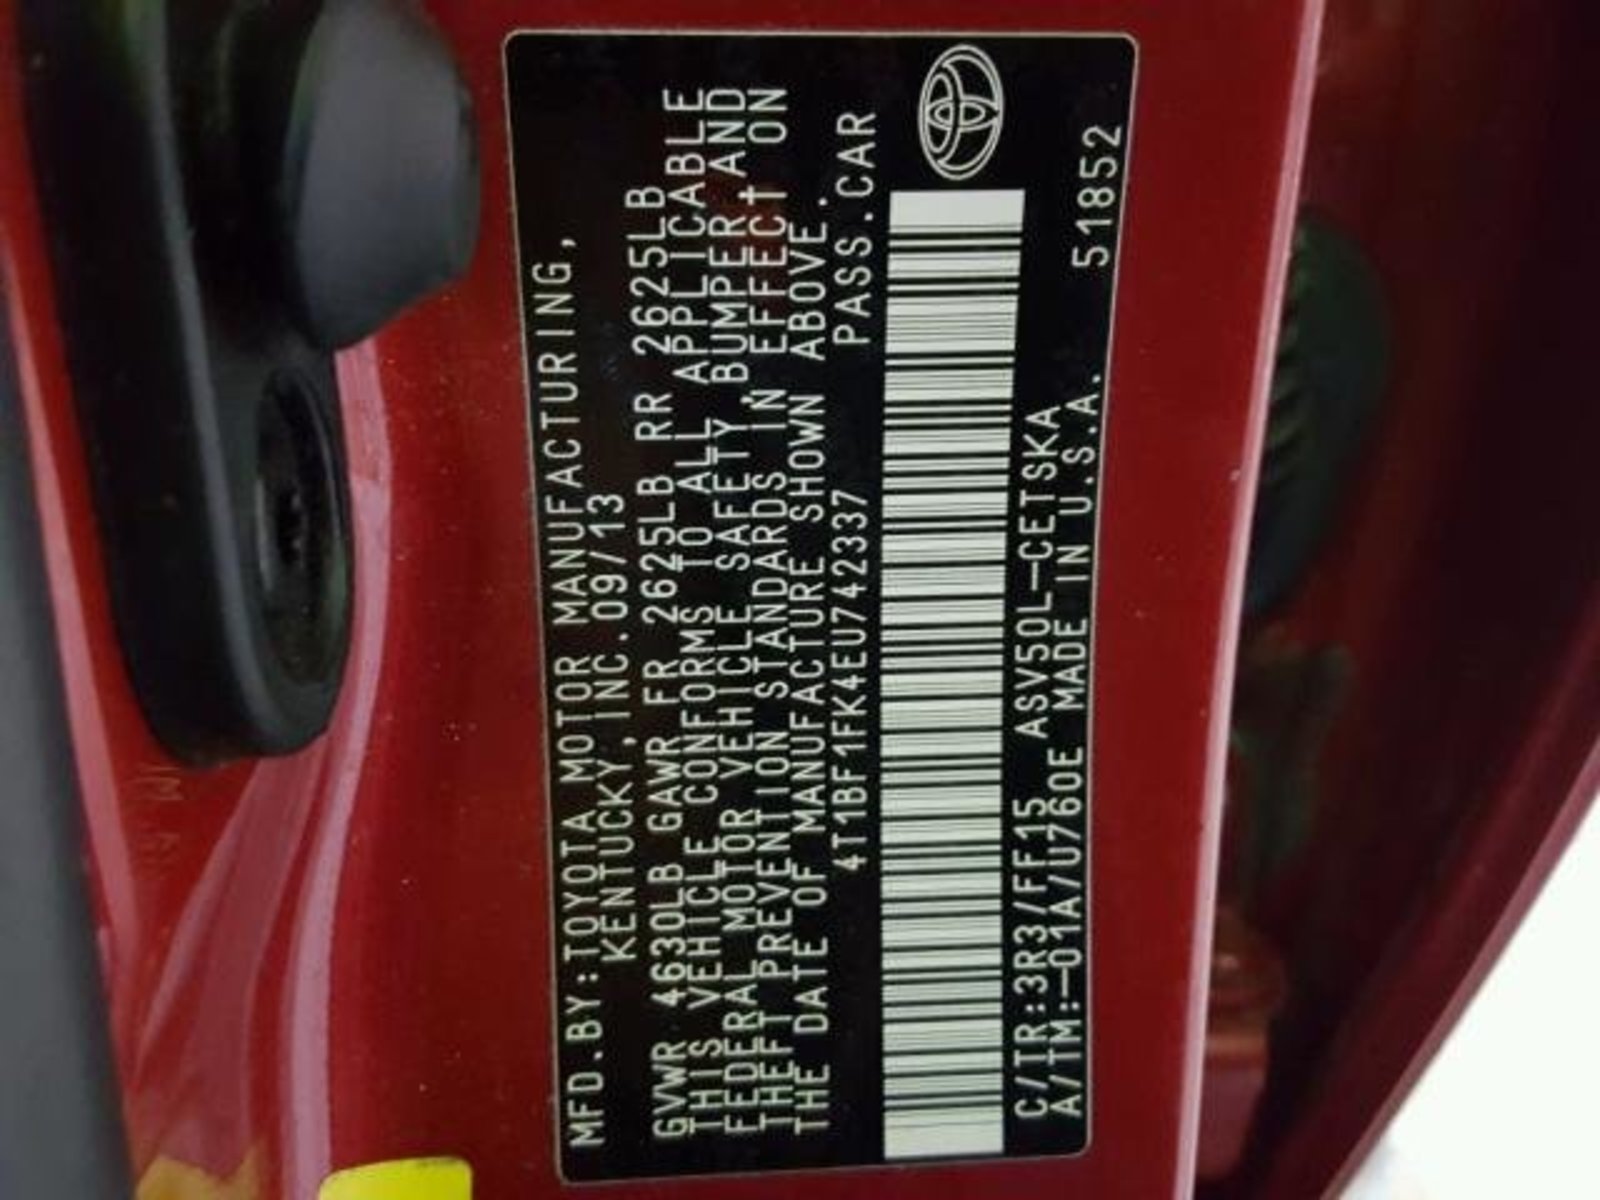 MFD.BY:TOYOTA MOTOR MANUFACTURING,
KENTUCKY,INC.09/13
GVWR 4630LB GAWR FR 2625LB RR 2625LB
THIS VEHICLE CONFORMS TO ALL APPLICABLE
FEDERAL MOTOR VEHICLE SAFETY, BUMPER, AND
THEFT PREVENTION STANDARDS IN EFFECT ON
THE DATE OF MANUFACTURE SHOWN ABOVE.
4T1BF1FK4EU742337 PASS.CAR
C/TR:3R3/FF15 ASV50L-CETSKA
A/TM:-01A/U760E MADE IN U.S.A. 51852